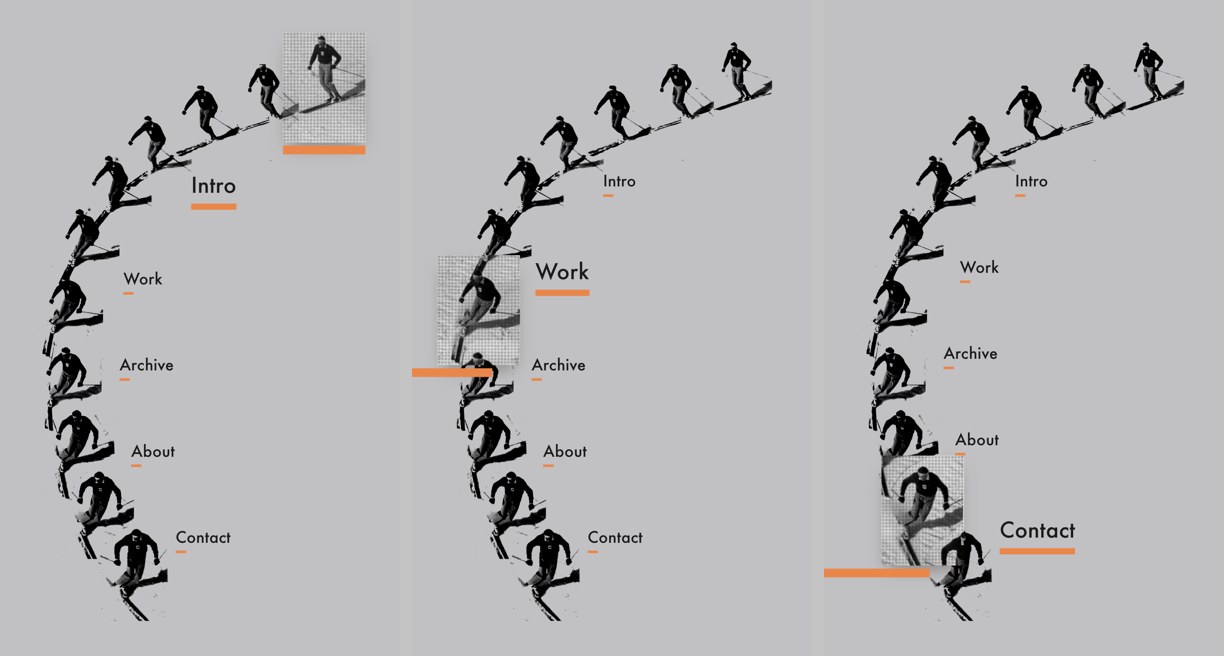 Intro
Work
Archive
About
Contact
Intro
Work
Archive
About
Contact
Intro
Work
Archive
About
Contact